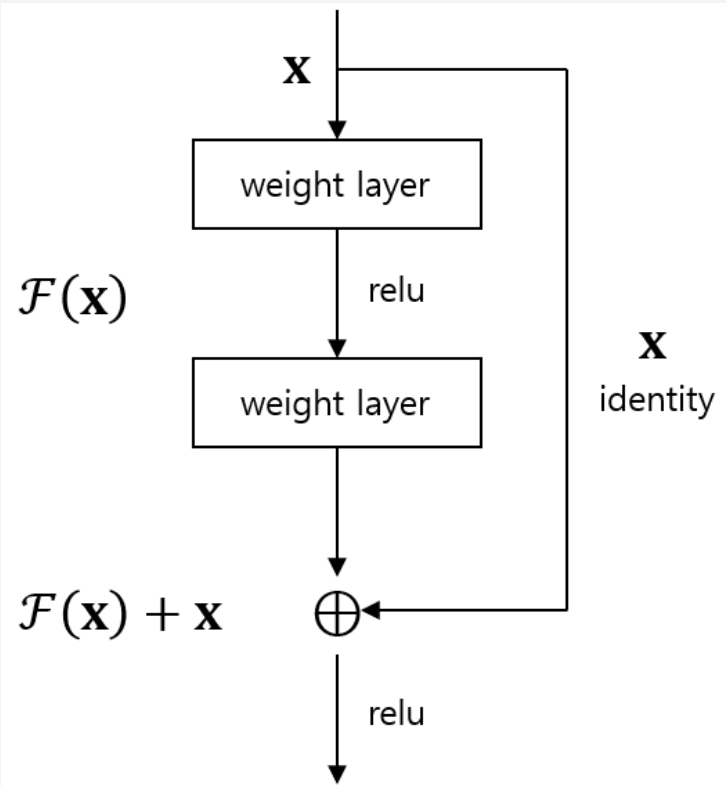 x
weight layer
relu
ℱ(x)
x
identity
weight layer
ℱ(x) + x
relu